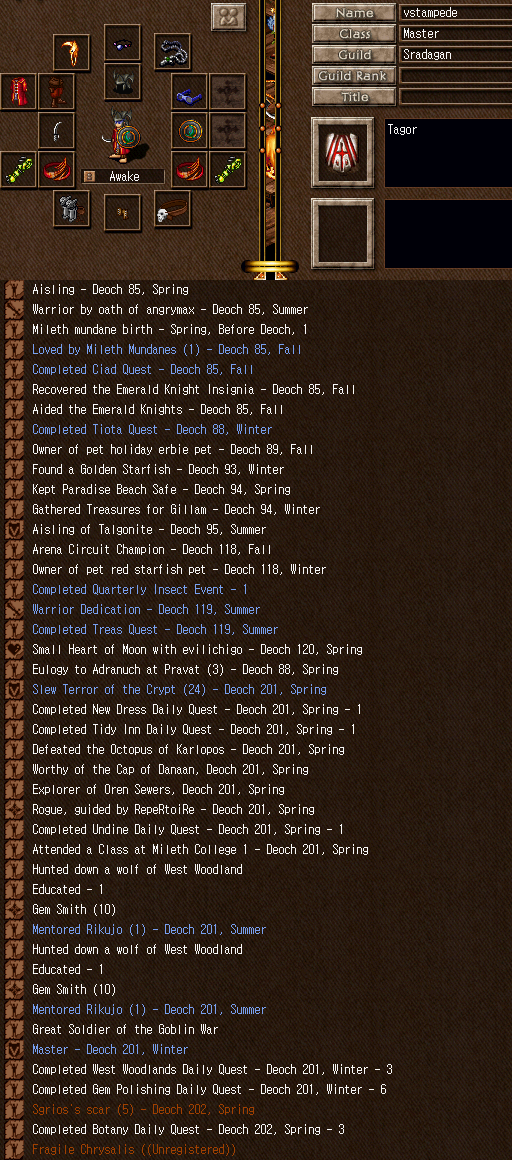 Name vstampede
Class Master
Guild Sradagan
Guild Rank
Title
Tagor
Awake
Aisling - Deoch 85, Spring
Warrior by oath of angrymax - Deoch 85, Summer
Mileth mundane birth - Spring, Before Deoch, 1
Loved by Mileth Mundanes (1) - Deoch 85, Fall
Completed Ciad Quest - Deoch 85, Fall
Recovered the Emerald Knight Insignia - Deoch 85, Fall
Aided the Emerald Knights - Deoch 85, Fall
Completed Tiota Quest - Deoch 88, Winter
Owner of pet holiday erbie pet - Deoch 89, Fall
Found a Golden Starfish - Deoch 93, Winter
Kept Paradise Beach Safe - Deoch 94, Spring
Gathered Treasures for Gillam - Deoch 94, Winter
Aisling of Talgonite - Deoch 95, Summer
Arena Circuit Champion - Deoch 118, Fall
Owner of pet red starfish pet - Deoch 118, Winter
Completed Quarterly Insect Event - 1
Warrior Dedication - Deoch 119, Summer
Completed Treas Quest - Deoch 119, Summer
Small Heart of Moon with evilichigo - Deoch 120, Spring
Eulogy to Adranuch at Pravat (3) - Deoch 88, Spring
Slew Terror of the Crypt (24) - Deoch 201, Spring
Completed New Dress Daily Quest - Deoch 201, Spring - 1
Completed Tidy Inn Daily Quest - Deoch 201, Spring - 1
Defeated the Octopus of Karlopos - Deoch 201, Spring
Worthy of the Cap of Danaan, Deoch 201, Spring
Explorer of Oren Sewers, Deoch 201, Spring
Rogue, guided by RepeRtoiRe - Deoch 201, Spring
Completed Undine Daily Quest - Deoch 201, Spring - 1
Attended a Class at Mileth College 1 - Deoch 201, Spring
Hunted down a wolf of West Woodland
Educated - 1
Gem Smith (10)
Mentored Rikujo (1) - Deoch 201, Summer
Hunted down a wolf of West Woodland
Educated - 1
Gem Smith (10)
Mentored Rikujo (1) - Deoch 201, Summer
Great Soldier of the Goblin War
Master - Deoch 201, Winter
Completed West Woodlands Daily Quest - Deoch 201, Winter - 3
Completed Gem Polishing Daily Quest - Deoch 201, Winter - 6
Sgrios's scar (5) - Deoch 202, Spring
Completed Botany Daily Quest - Deoch 202, Spring - 3
Fragile Chrysalis ((Unregistered))